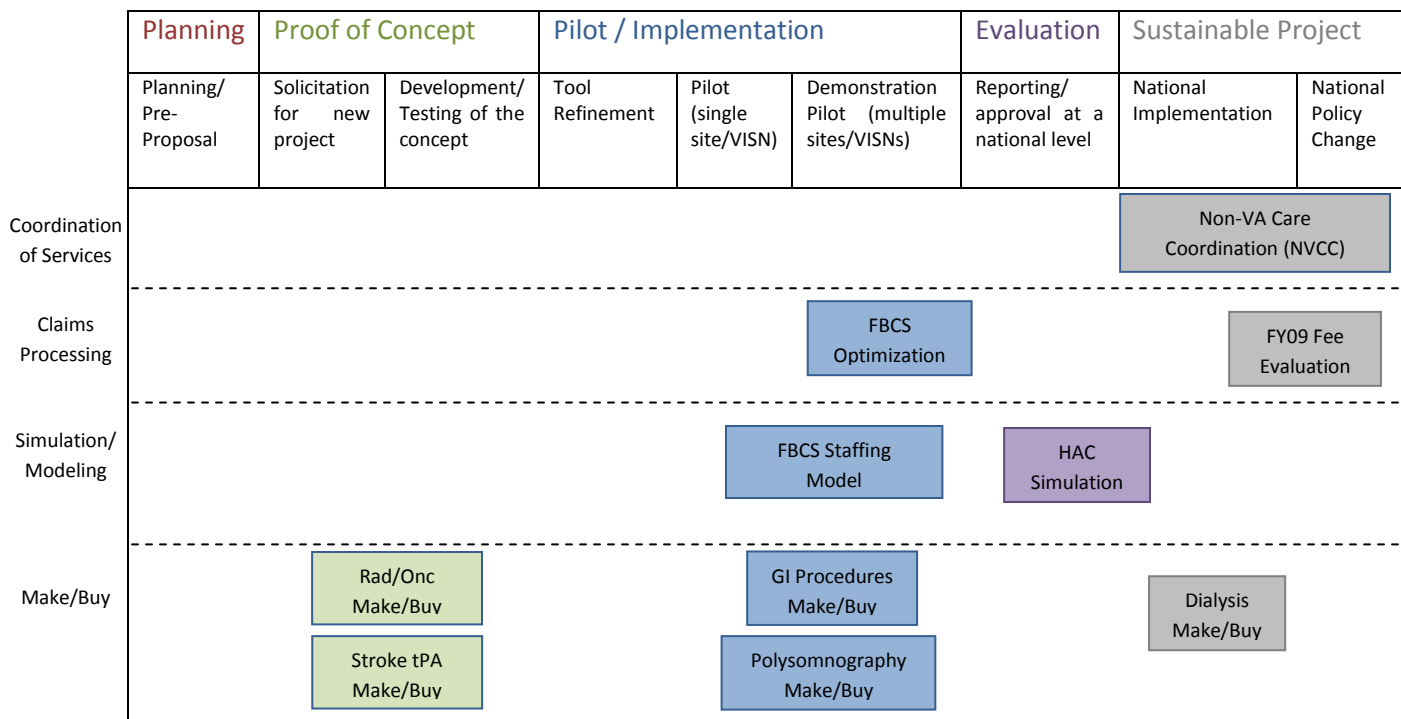 Planning
Proof of Concept
Pilot / Implementation
Evaluation
Sustainable Project
Planning/
Pre-
Proposal
Solicitation
for new
project
Development/
Testing of the
concept
Tool
Refinement
Pilot
(single
site/VISN)
Demonstration
Pilot (multiple
sites/VISNs)
Reporting/
approval at a
national level
National
Implementation
National
Policy
Change
Coordination
of Services
Non-VA Care
Coordination (NVCC)
Claims
Processing
FBCS
Optimization
FY09 Fee
Evaluation
Simulation/
Modeling
FBCS Staffing
Model
HAC
Simulation
Make/Buy
Rad/Onc
Make/Buy
GI Procedures
Make/Buy
Dialysis
Make/Buy
Stroke tPA
Make/Buy
Polysomnography
Make/Buy